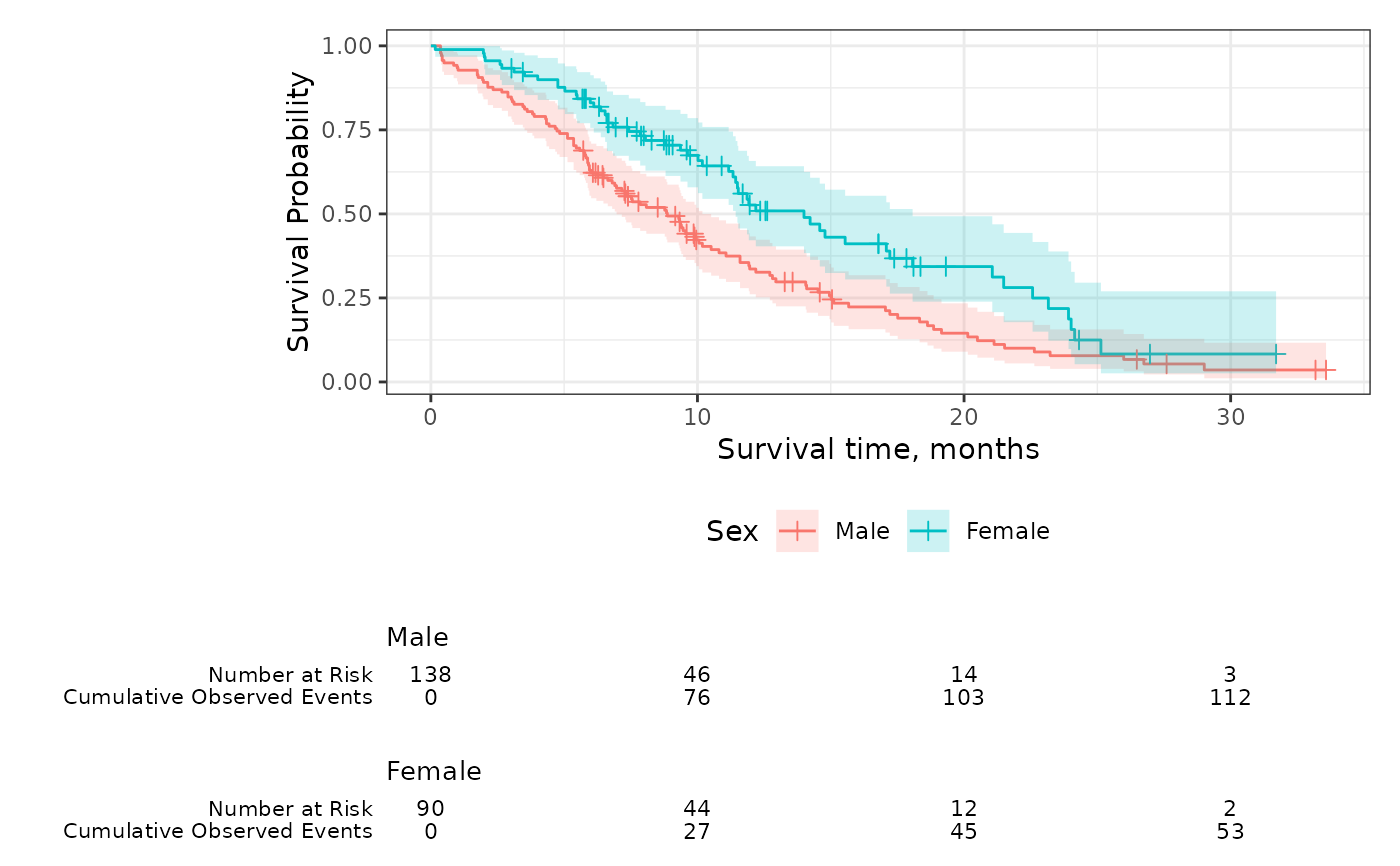 Survival Probability
1.00
0.75
0.50
0.25
0.00
0 10 20 30
Survival time, months
Sex Male Female
Male
Number at Risk 138 46 14 3
Cumulative Observed Events 0 76 103 112
Female
Number at Risk 90 44 12 2
Cumulative Observed Events 0 27 45 53